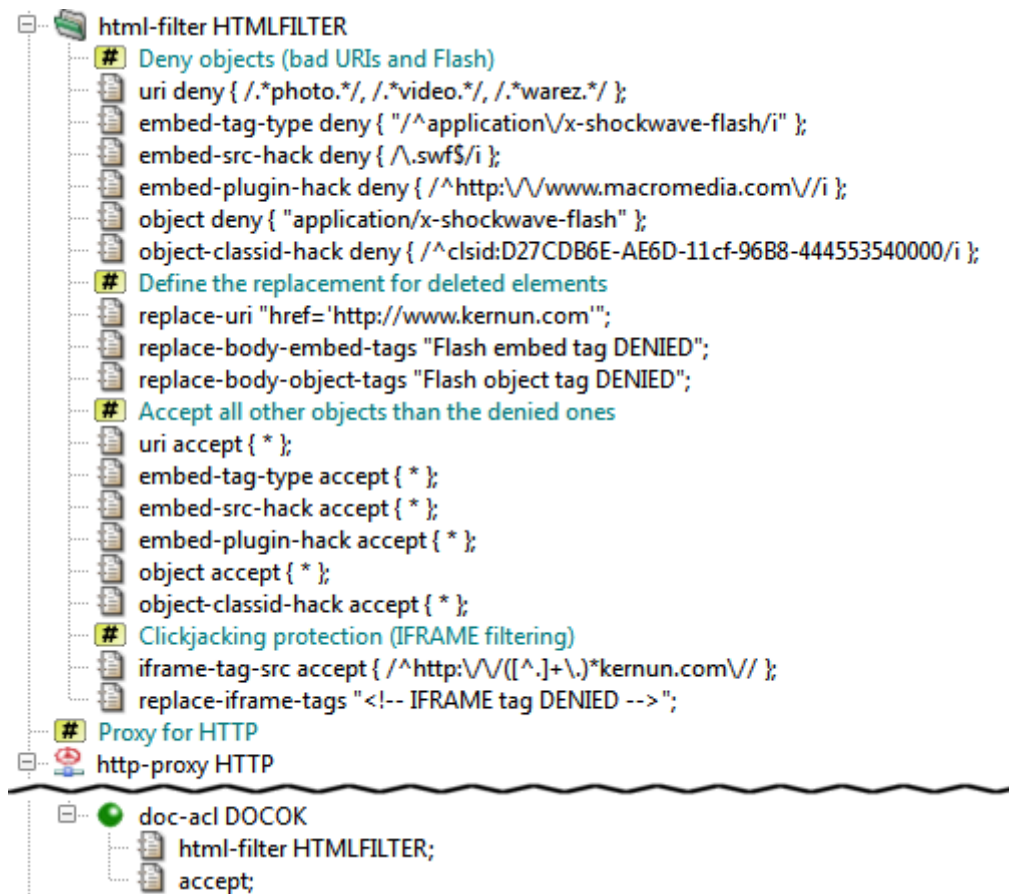 html-filter HTMLFILTER
# Deny objects (bad URIs and Flash)
uri deny { /.*photo.*/, /.*video.*/, /.*warez.*/ };
embed-tag-type deny { "/^application\/x-shockwave-flash/i" };
embed-src-hack deny { /\.swf$/i };
embed-plugin-hack deny { /^http:\/\/www.macromedia.com\//i };
object deny { "application/x-shockwave-flash" };
object-classid-hack deny { /^clsid:D27CDB6E-AE6D-11cf-96B8-444553540000/i };
# Define the replacement for deleted elements
replace-uri "href='http://www.kernun.com'";
replace-body-embed-tags "Flash embed tag DENIED";
replace-body-object-tags "Flash object tag DENIED";
# Accept all other objects than the denied ones
uri accept { * };
embed-tag-type accept { * };
embed-src-hack accept { * };
embed-plugin-hack accept { * };
object accept { * };
object-classid-hack accept { * };
# Clickjacking protection (IFRAME filtering)
iframe-tag-src accept { /^http:\/\/([^.]+\.)*kernun.com\// };
replace-iframe-tags "<!-- IFRAME tag DENIED -->";
# Proxy for HTTP
http-proxy HTTP
doc-acl DOCOK
html-filter HTMLFILTER;
accept;